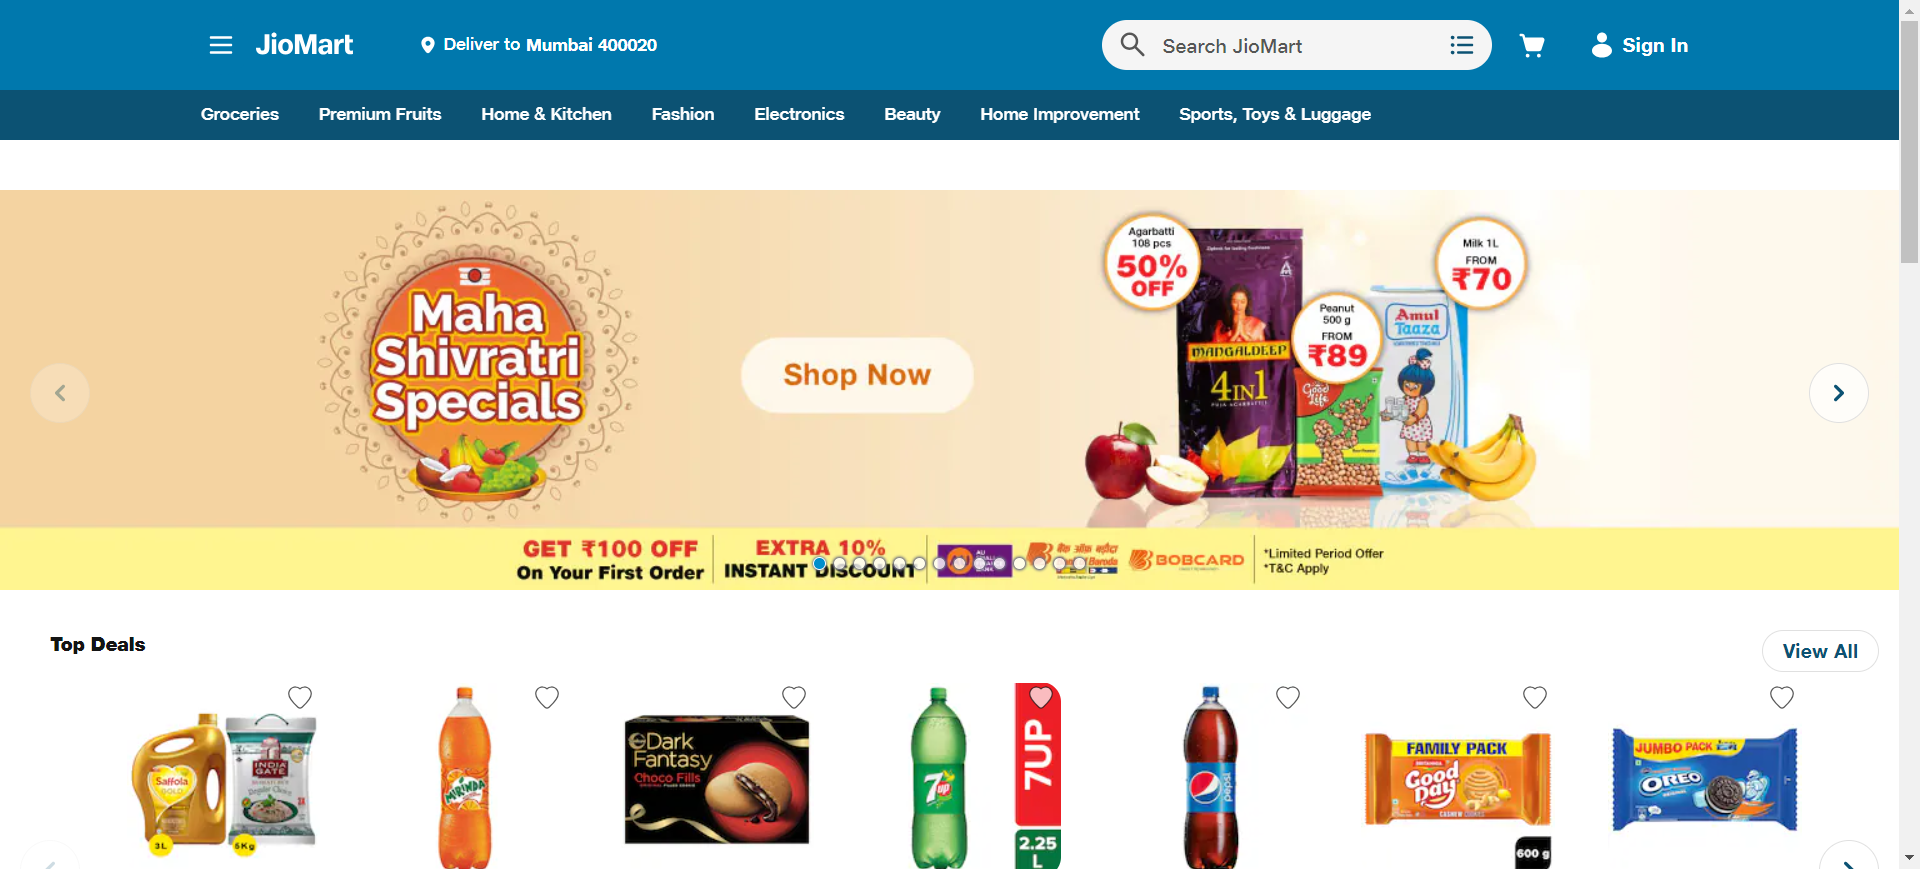 JioMart
Deliver to Mumbai 400020
Search JioMart
Sign In
Groceries
Premium Fruits
Home & Kitchen
Fashion
Electronics
Beauty
Home Improvement
Sports, Toys & Luggage
Maha
Shivratri
Specials
Shop Now
Agarbatti
108 pcs
50%
OFF
MANGALDEEP
4IN1
Peanut
500 g
FROM
₹89
Good
Life
Milk 1L
FROM
₹70
Amul
Taaza
GET ₹100 OFF
On Your First Order
EXTRA 10%
INSTANT DISCOUNT
BOBCARD
*Limited Period Offer
*T&C Apply
Top Deals
View All
Saffola
GOLD
3L
INDIA
GATE
5Kg
MIRINDA
Dark
Fantasy
Choco Fills
7up
7UP
2.25
L
pepsi
FAMILY PACK
BRITANNIA
Good
Day
CASHEW COOKIES
600 g
JUMBO PACK
OREO